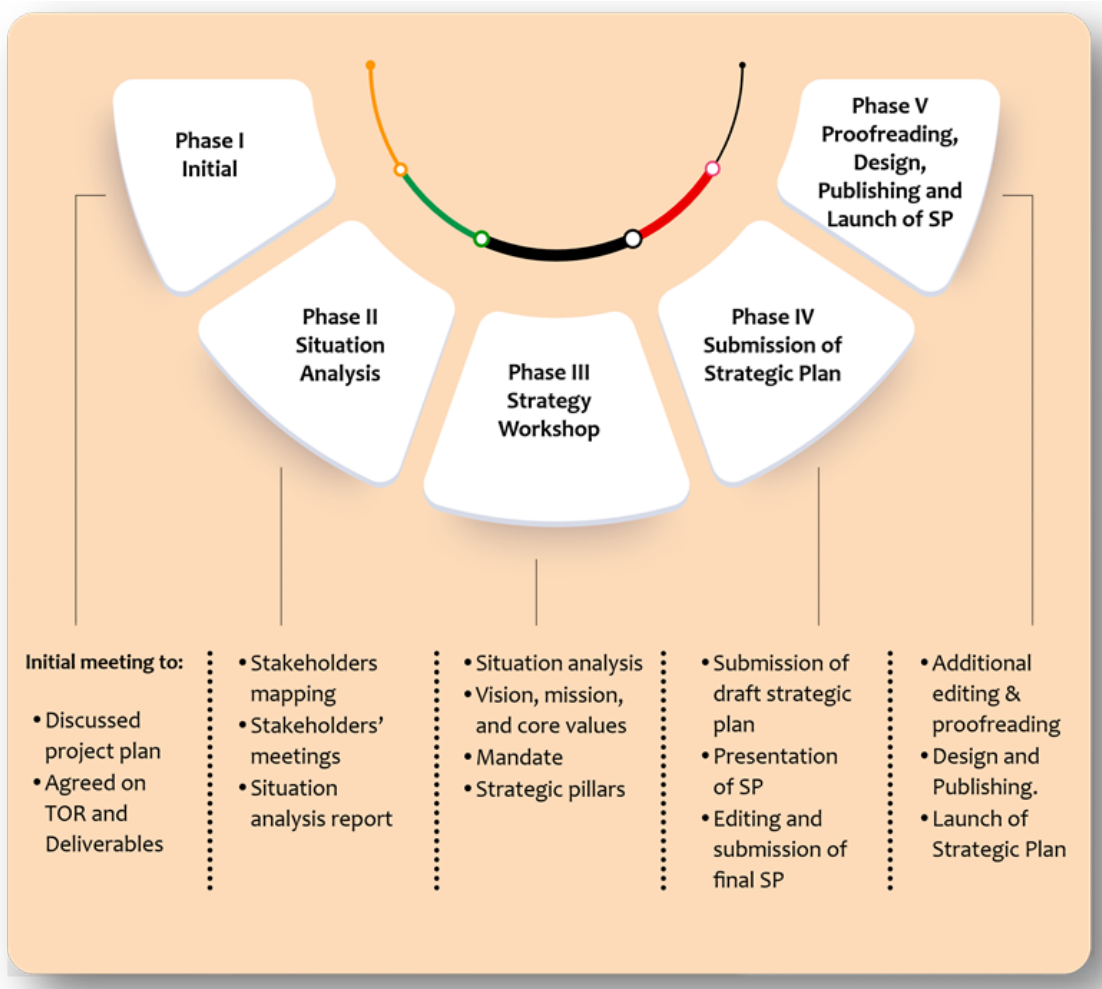 Phase I
Initial
Phase II
Situation
Analysis
Phase III
Strategy
Workshop
Phase IV
Submission of
Strategic Plan
Phase V
Proofreading,
Design,
Publishing and
Launch of SP
Initial meeting to:
• Discussed
project plan
• Agreed on
TOR and
Deliverables
• Stakeholders
mapping
• Stakeholders’
meetings
• Situation
analysis report
• Situation analysis
• Vision, mission,
and core values
• Mandate
• Strategic pillars
• Submission of
draft strategic
plan
• Presentation
of SP
• Editing and
submission of
final SP
• Additional
editing &
proofreading
• Design and
Publishing.
• Launch of
Strategic Plan